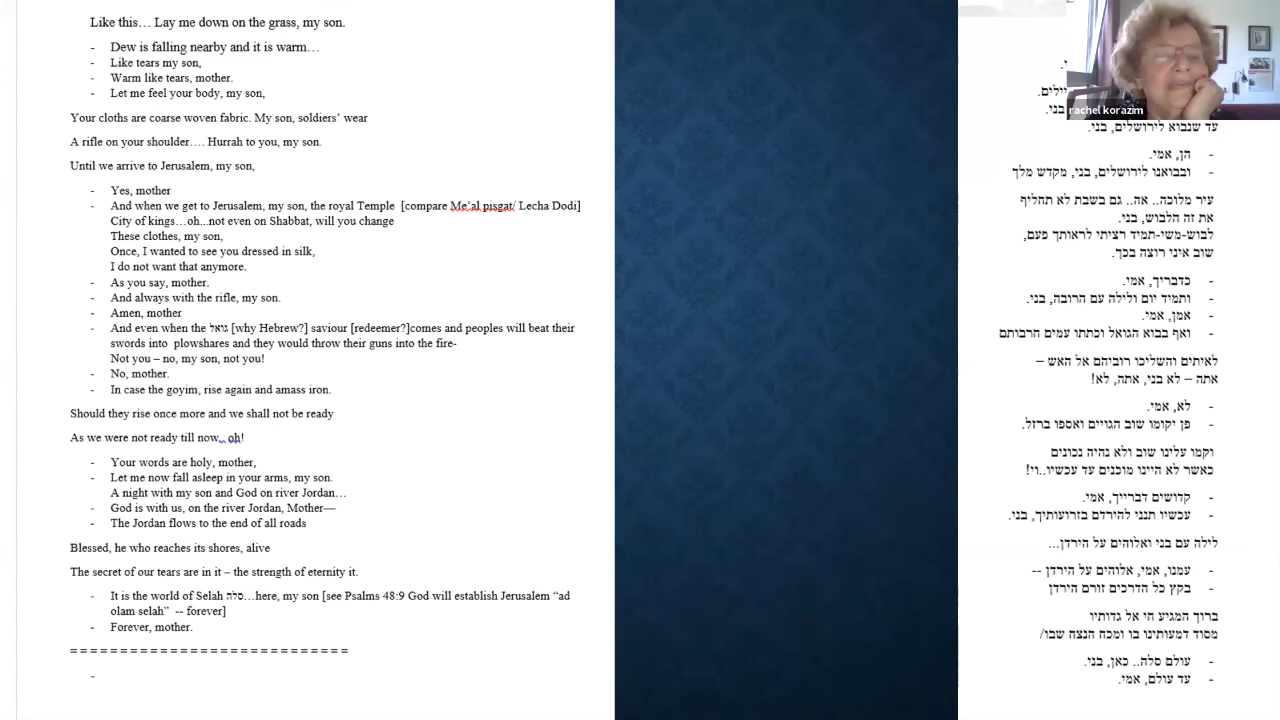 Like this… Lay me down on the grass, my son.
- Dew is falling nearby and it is warm…
- Like tears my son,
- Warm like tears, mother.
- Let me feel your body, my son,
Your cloths are coarse woven fabric. My son, soldiers’ wear
A rifle on your shoulder…. Hurrah to you, my son.
Until we arrive to Jerusalem, my son,
- Yes, mother
- And when we get to Jerusalem, my son, the royal Temple [compare Me’al pisgat/ Lecha Dodi]
City of kings…oh...not even on Shabbat, will you change
These clothes, my son,
Once, I wanted to see you dressed in silk,
I do not want that anymore.
- As you say, mother.
- And always with the rifle, my son.
- Amen, mother
- And even when the גואל [why Hebrew?] saviour [redeemer?]comes and peoples will beat their
swords into plowshares and they would throw their guns into the fire-
Not you – no, my son, not you!
- No, mother.
- In case the goyim, rise again and amass iron.
Should they rise once more and we shall not be ready
As we were not ready till now.. oh!
- Your words are holy, mother,
- Let me now fall asleep in your arms, my son.
A night with my son and God on river Jordan…
- God is with us, on the river Jordan, Mother—
- The Jordan flows to the end of all roads
Blessed, he who reaches its shores, alive
The secret of our tears are in it – the strength of eternity it.
- It is the world of Selah סלה…here, my son [see Psalms 48:9 God will establish Jerusalem “ad
olam selah” -- forever]
- Forever, mother.
============================
-
rachel korazim
בני.
עד שנבוא לירושלים, בני.
- הן, אמי.
- ובבואנו לירושלים, בני, מקדש מלך
עיר מלוכה.. אה.. גם בשבת לא תחליף
את זה הלבוש, בני.
לבוש-משי-תמיד רציתי לראותך פעם,
שוב איני רוצה בכך.
- כדבריך, אמי.
- ותמיד יום ולילה עם הרובה, בני.
- אמן, אמי.
- ואף בבוא הגואל וכתתו עמים חרבותם
לאיתים והשליכו רוביהם אל האש –
אתה – לא בני, אתה, לא!
- לא, אמי.
- פן יקומו שוב הגויים ואספו ברזל.
וקמו עלינו שוב ולא נהיה נכונים
כאשר לא היינו מוכנים עד עכשיו..וי!
- קדושים דברייך, אמי.
- עכשיו תנני להירדם בזרועותיך, בני.
לילה עם בני ואלוהים על הירדן...
- עמנו, אמי, אלוהים על הירדן --
- בקץ כל הדרכים זורם הירדן
ברוך המגיע חי אל גדותיו
מסוד דמעותינו בו ומכח הנצח שבו/
- עולם סלה.. כאן, בני.
- עד עולם, אמי.